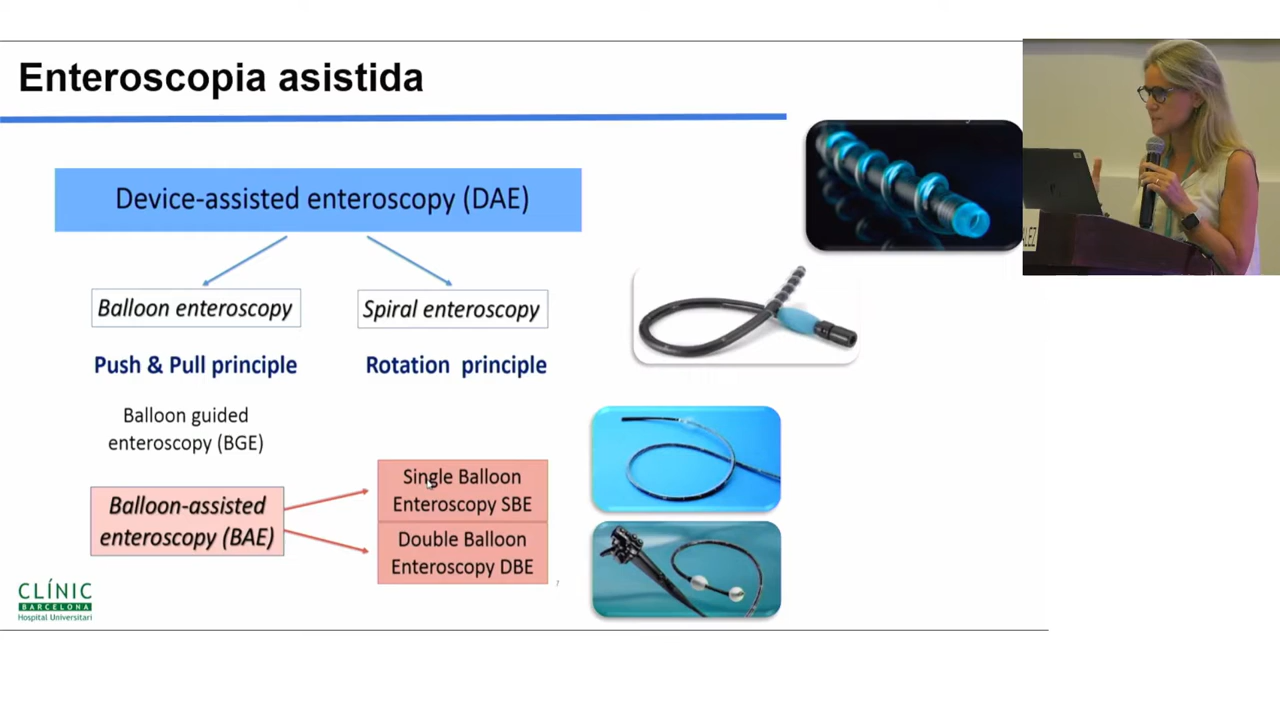 Enteroscopia asistida
Device-assisted enteroscopy (DAE)
Balloon enteroscopy
Spiral enteroscopy
Push & Pull principle
Rotation principle
Balloon guided
enteroscopy (BGE)
Balloon-assisted
enteroscopy (BAE)
Single Balloon
Enteroscopy SBE
Double Balloon
Enteroscopy DBE
7
CLÍNIC
BARCELONA
Hospital Universitari